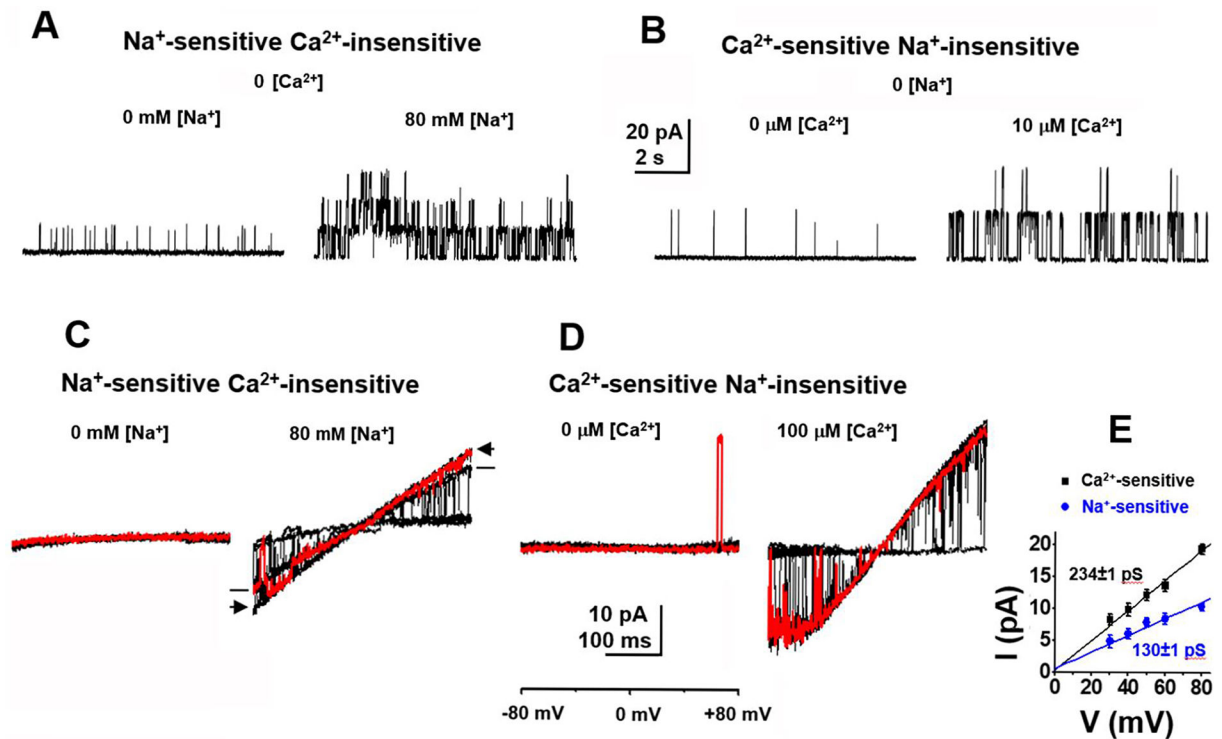 A
Na⁺-sensitive Ca²⁺-insensitive
0 [Ca²⁺]
0 mM [Na⁺]
80 mM [Na⁺]
B
Ca²⁺-sensitive Na⁺-insensitive
0 [Na⁺]
0 μM [Ca²⁺]
10 μM [Ca²⁺]
20 pA
2 s
C
Na⁺-sensitive Ca²⁺-insensitive
0 mM [Na⁺]
80 mM [Na⁺]
D
Ca²⁺-sensitive Na⁺-insensitive
0 μM [Ca²⁺]
100 μM [Ca²⁺]
10 pA
100 ms
-80 mV
0 mV
+80 mV
E
Ca²⁺-sensitive
Na⁺-sensitive
I (pA)
20
15
10
5
0
234±1 pS
130±1 pS
0
20
40
60
80
V (mV)